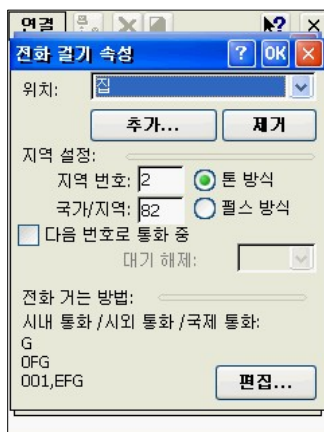 연결
전화 걸기 속성 ? OK
위치: 집
추가... 제거
지역 설정:
지역 번호: 2 톤 방식
국가/지역: 82 펄스 방식
다음 번호로 통화 중
대기 해제:
전화 거는 방법:
시내 통화/시외 통화/국제 통화:
G
0FG
001,EFG
편집...